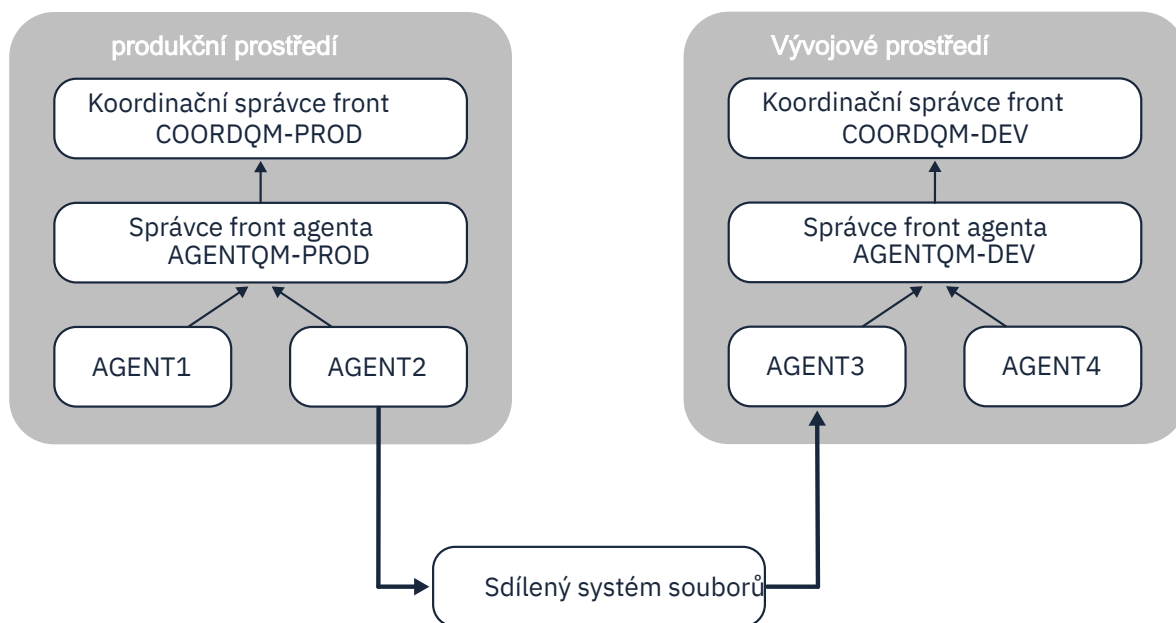 produkční prostředí
Koordinační správce front
COORDQM-PROD
Správce front agenta
AGENTQM-PROD
AGENT1
AGENT2
Vývojové prostředí
Koordinační správce front
COORDQM-DEV
Správce front agenta
AGENTQM-DEV
AGENT3
AGENT4
Sdílený systém souborů